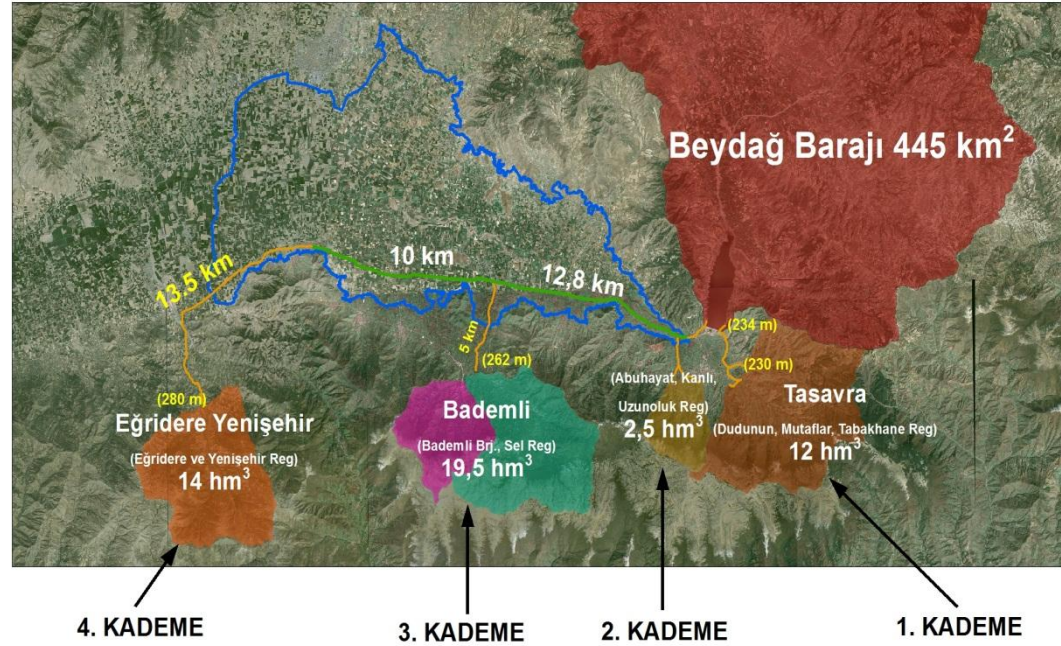 Beydağ Barajı 445 km²
10 km
12,8 km
13.5 km
5 km
(234 m)
(230 m)
(262 m)
(280 m)
(Abuhayat, Kanlı,
Uzunoluk Reg)
2,5 hm³
Tasavra
(Dudunun, Mutaflar, Tabakhane Reg)
12 hm³
Bademli
(Bademli Brj., Sel Reg)
19,5 hm³
Eğridere Yenişehir
(Eğridere ve Yenişehir Reg)
14 hm³
4. KADEME
3. KADEME
2. KADEME
1. KADEME